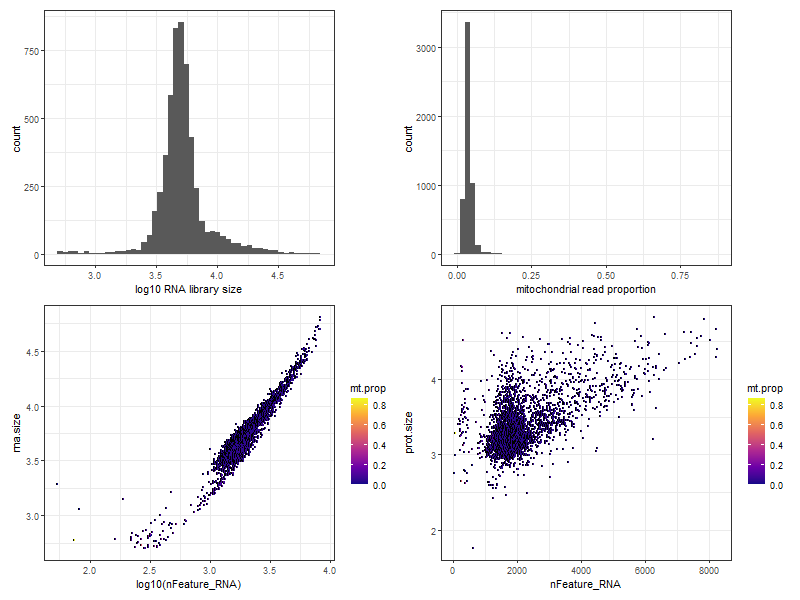 750
500
250
0
count
3.0 3.5 4.0 4.5
log10 RNA library size
3000
2000
1000
0
count
0.00 0.25 0.50 0.75
mitochondrial read proportion
4.5
4.0
3.5
3.0
rna.size
2.0 2.5 3.0 3.5 4.0
log10(nFeature_RNA)
mt.prop
0.8
0.6
0.4
0.2
0.0
4
3
2
prot.size
0 2000 4000 6000 8000
nFeature_RNA
mt.prop
0.8
0.6
0.4
0.2
0.0